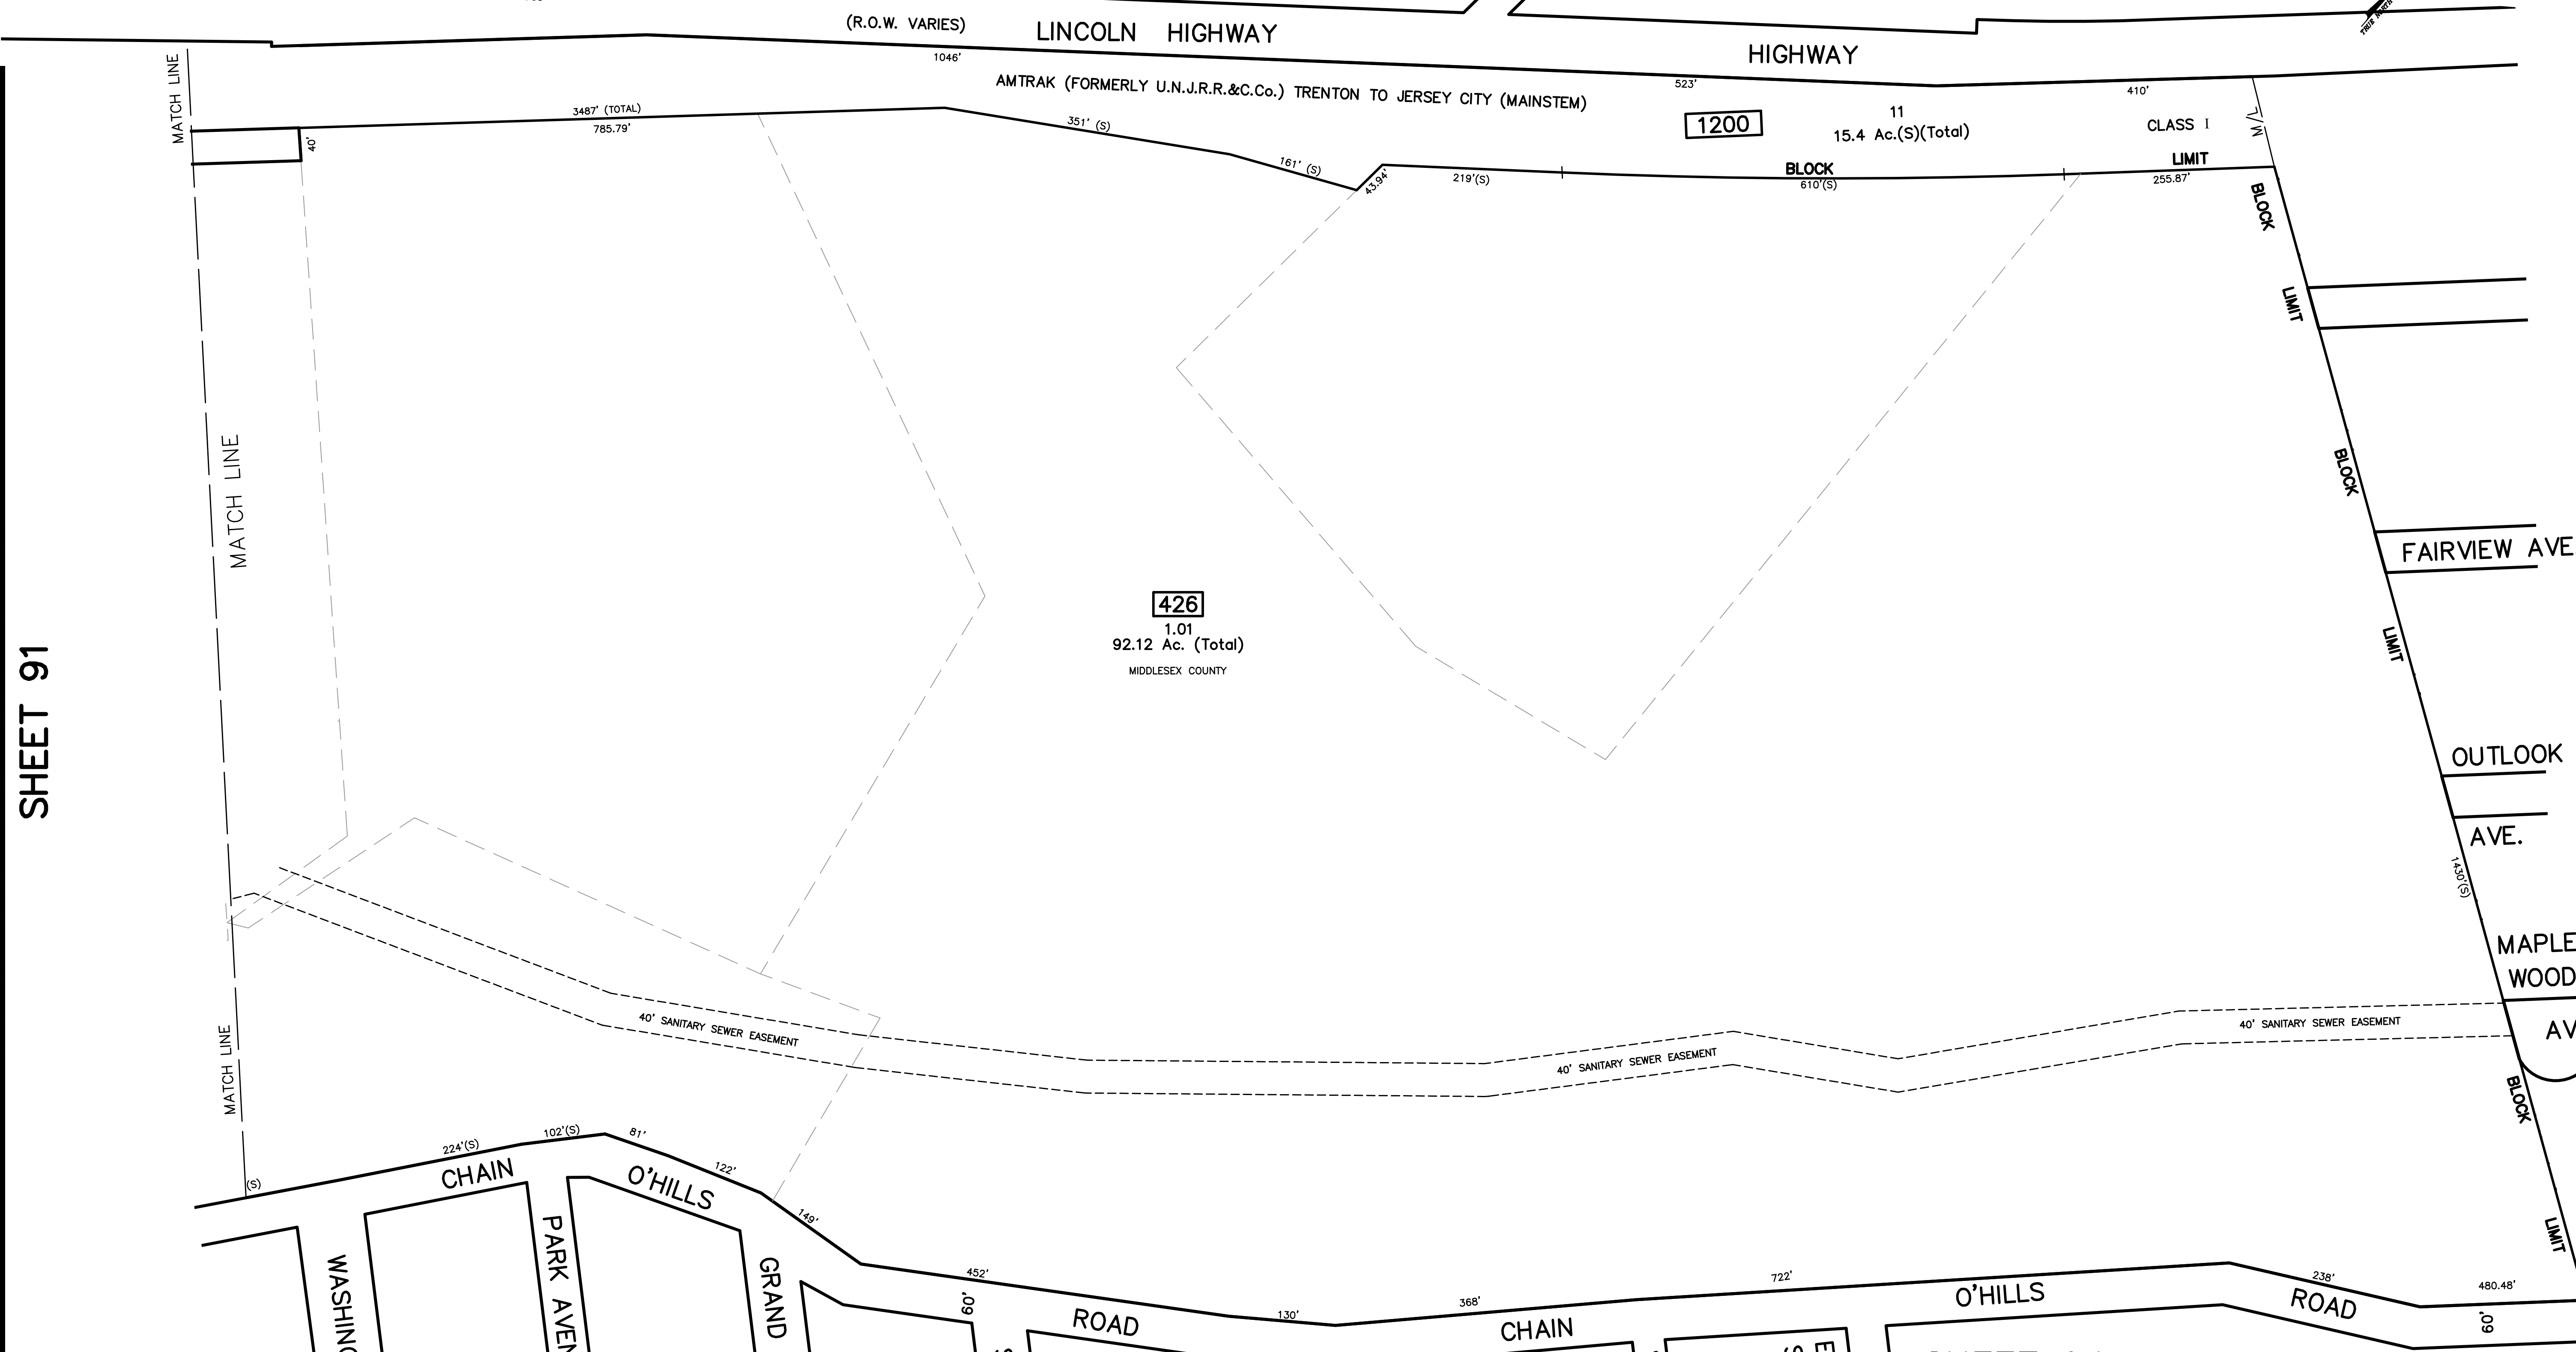 (R.O.W. VARIES)
LINCOLN HIGHWAY
HIGHWAY
TRUE NORTH
MATCH LINE
1046'
523'
410'
AMTRAK (FORMERLY U.N.J.R.R.&C.Co.) TRENTON TO JERSEY CITY (MAINSTEM)
1200
11
15.4 Ac.(S)(Total)
CLASS I
M/L
3487' (TOTAL)
785.79'
40'
351' (S)
161' (S)
43.94'
219'(S)
BLOCK
610'(S)
LIMIT
255.87'
BLOCK
LIMIT
MATCH LINE
BLOCK
FAIRVIEW AVE
426
1.01
92.12 Ac. (Total)
MIDDLESEX COUNTY
LIMIT
SHEET 91
OUTLOOK
AVE.
1430'(S)
MAPLE
WOOD
AV
40' SANITARY SEWER EASEMENT
40' SANITARY SEWER EASEMENT
40' SANITARY SEWER EASEMENT
MATCH LINE
BLOCK
LIMIT
(S)
224'(S)
102'(S)
81'
122'
149'
CHAIN
O'HILLS
WASHING
PARK AVEN
GRAND
452'
60'
ROAD
130'
368'
CHAIN
722'
O'HILLS
238'
ROAD
480.48'
60'